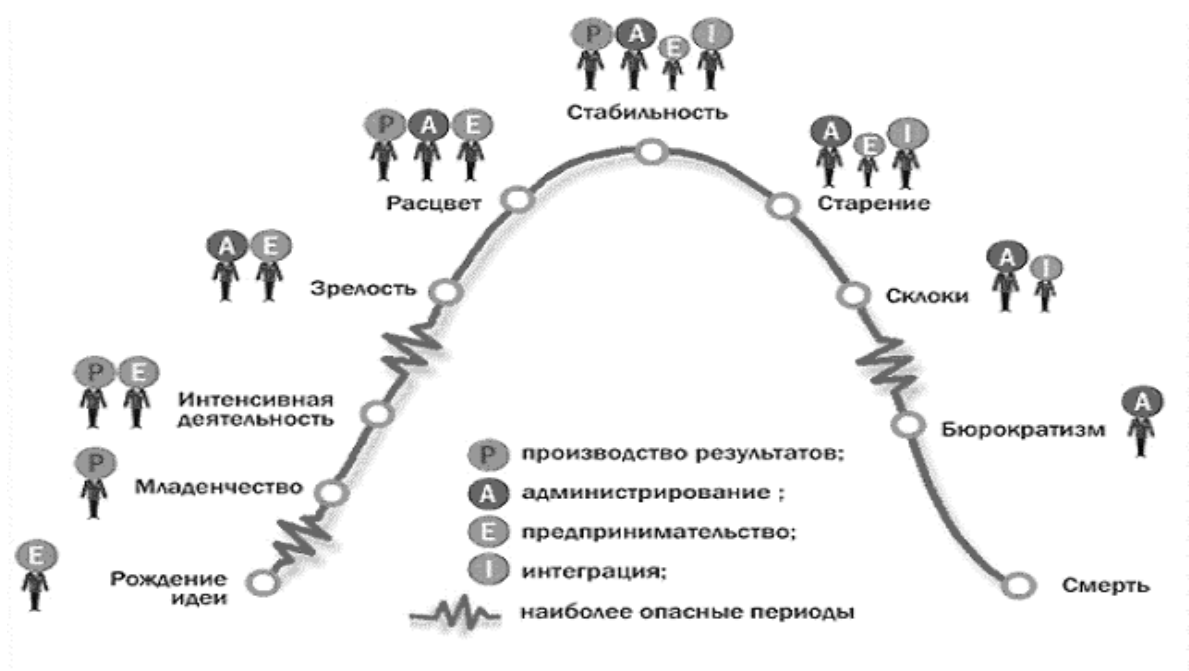 P A E I
Стабильность
P A E
Расцвет
A E I
Старение
A E
Зрелость
A I
Склоки
P E
Интенсивная
деятельность
A
Бюрократизм
P
Младенчество
E
Рождение
идеи
Смерть
P производство результатов;
A администрирование ;
E предпринимательство;
I интеграция;
наиболее опасные периоды